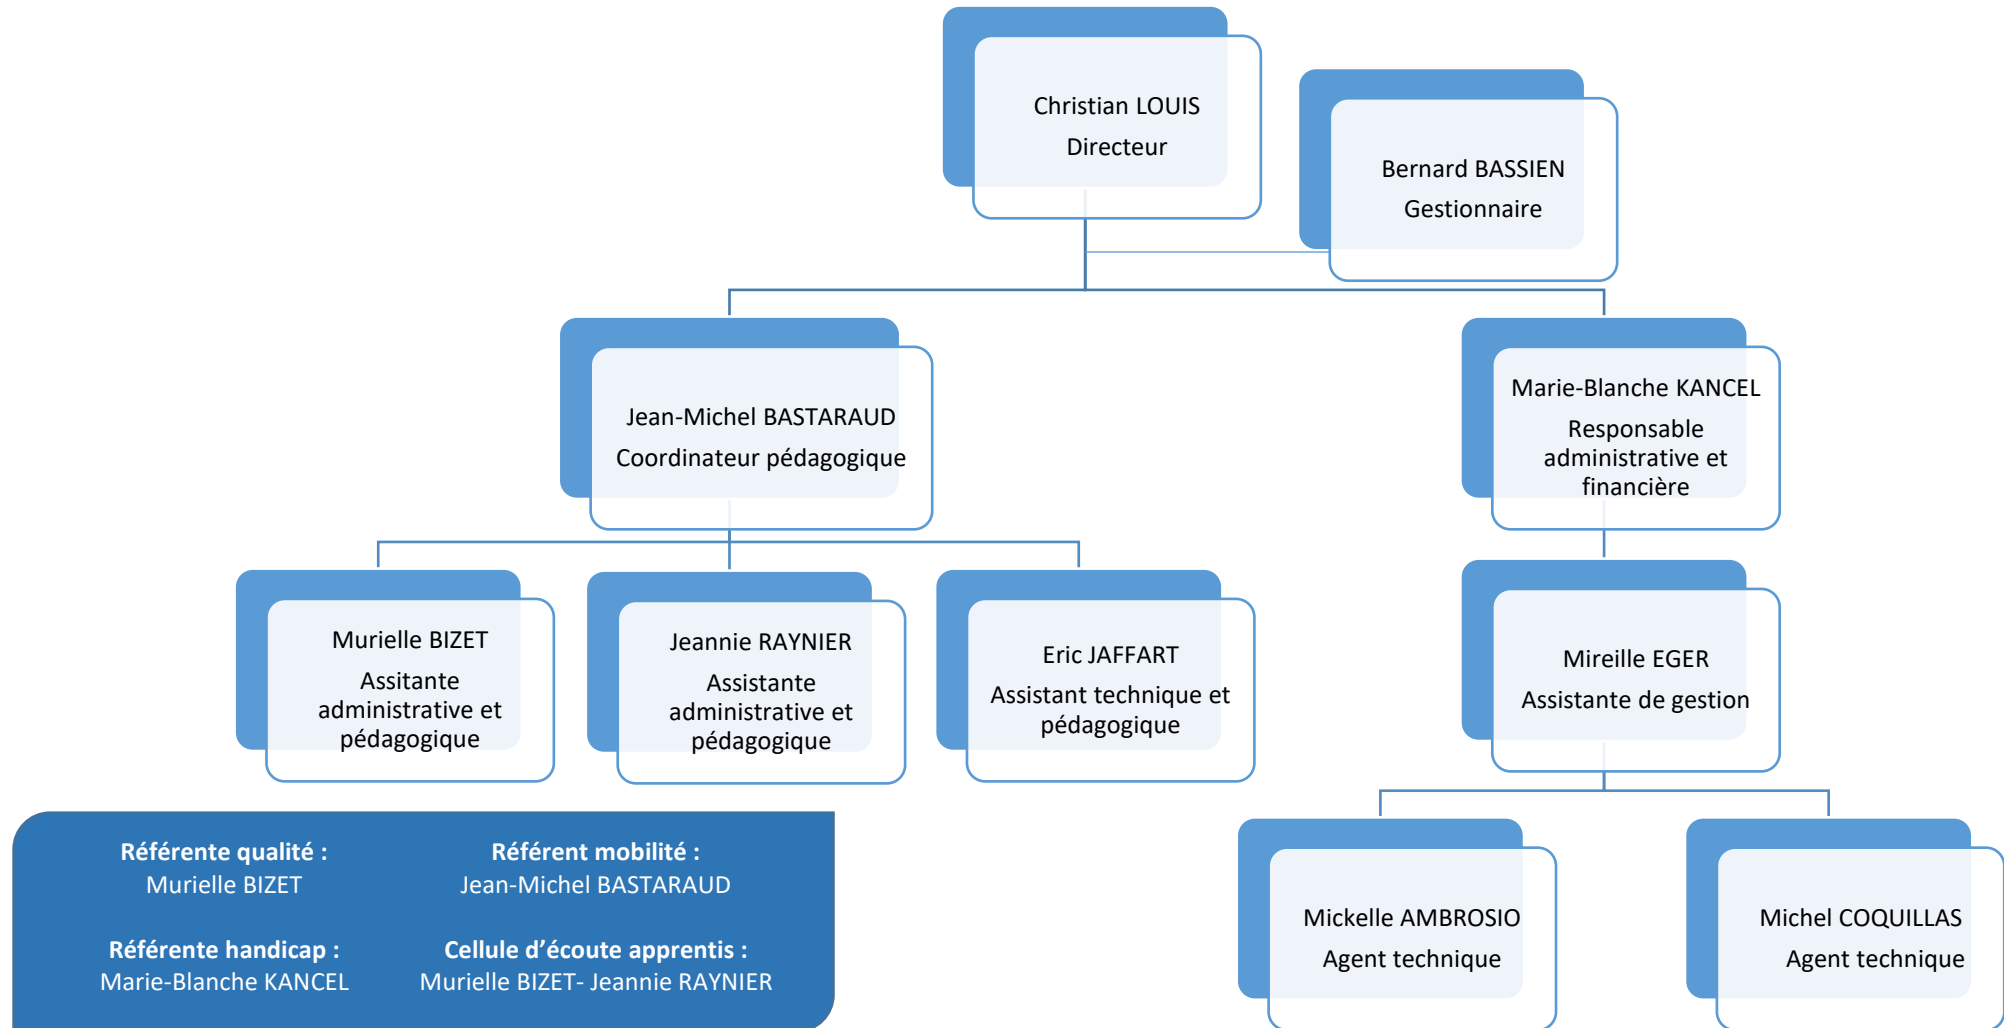 Christian LOUIS
Directeur
Bernard BASSIEN
Gestionnaire
Jean-Michel BASTARAUD
Coordinateur pédagogique
Marie-Blanche KANCEL
Responsable
administrative et
financière
Murielle BIZET
Assitante
administrative et
pédagogique
Jeannie RAYNIER
Assistante
administrative et
pédagogique
Eric JAFFART
Assistant technique et
pédagogique
Mireille EGER
Assistante de gestion
Mickelle AMBROSIO
Agent technique
Michel COQUILLAS
Agent technique
Référente qualité :
Murielle BIZET
Référent mobilité :
Jean-Michel BASTARAUD
Référente handicap :
Marie-Blanche KANCEL
Cellule d’écoute apprentis :
Murielle BIZET- Jeannie RAYNIER